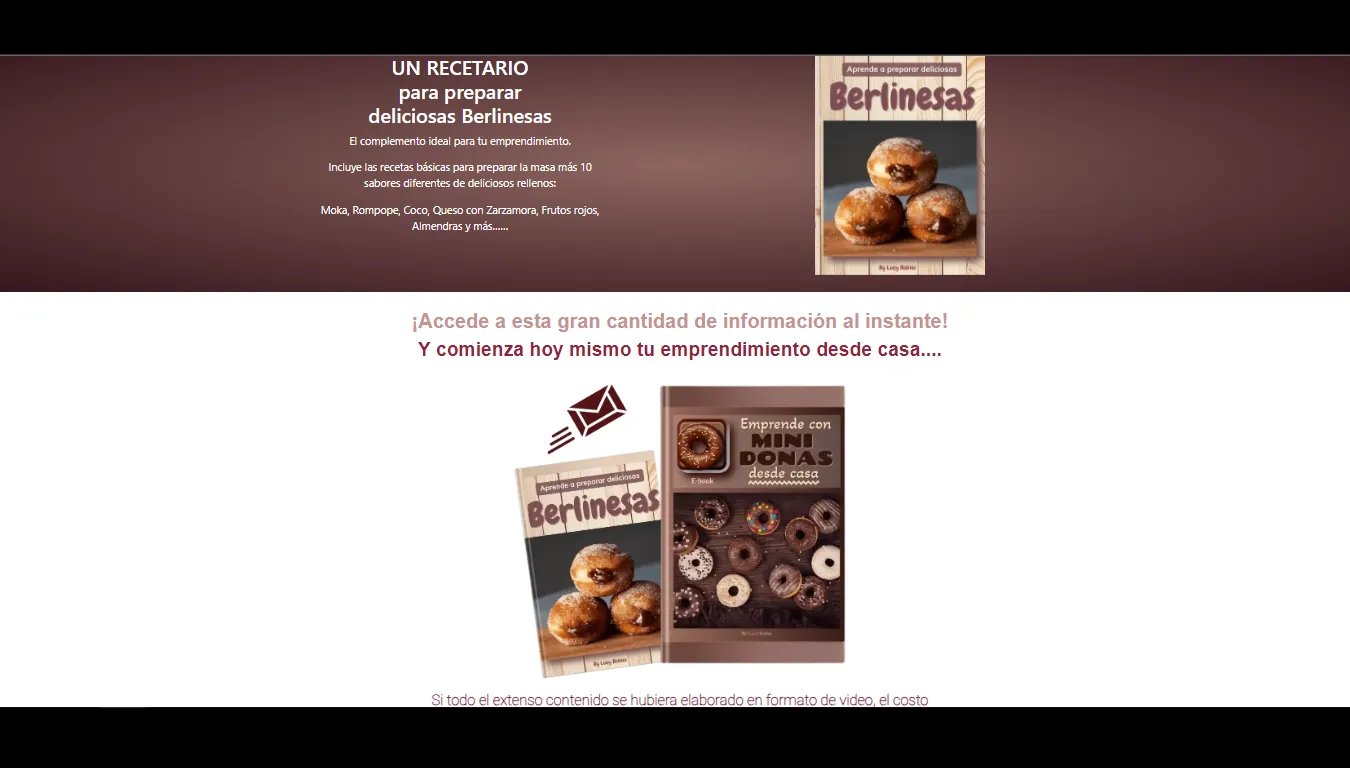 UN RECETARIO
para preparar
deliciosas Berlinesas
El complemento ideal para tu emprendimiento.
Incluye las recetas básicas para preparar la masa más 10
sabores diferentes de deliciosos rellenos:
Moka, Rompope, Coco, Queso con Zarzamora, Frutos rojos,
Almendras y más......
Aprende a preparar deliciosas
Berlinesas
By Lucy Robles
¡Accede a esta gran cantidad de información al instante!
Y comienza hoy mismo tu emprendimiento desde casa....
Aprende a preparar deliciosas
Berlinesas
By Lucy Robles
Emprende con
MINI
DONAS
desde casa
E-book
By Lucy Robles
Si todo el extenso contenido se hubiera elaborado en formato de video, el costo